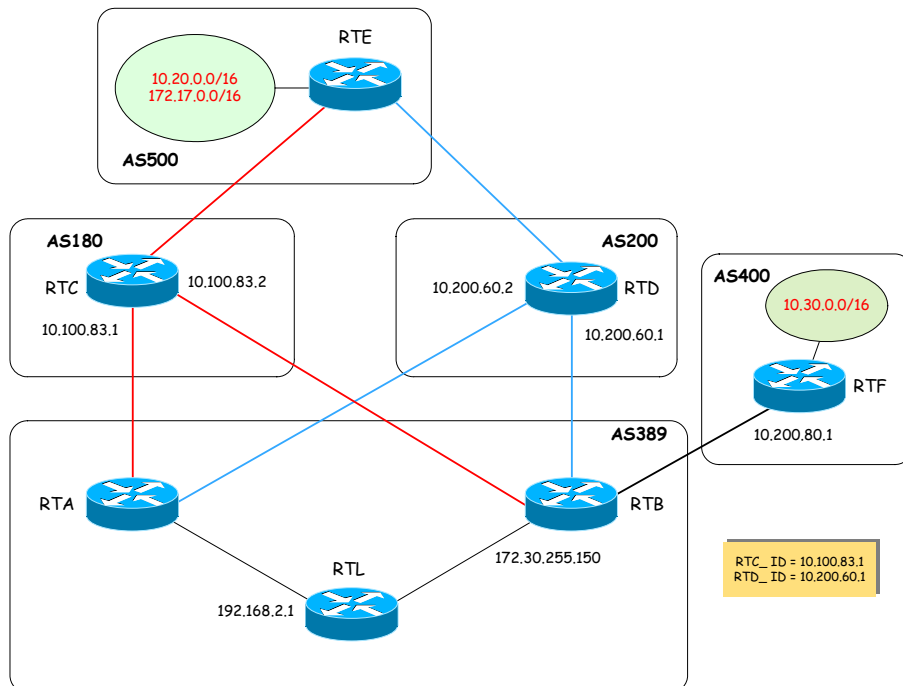 RTE
10.20.0.0/16
172.17.0.0/16
AS500
AS180
AS200
RTC
10.100.83.2
10.200.60.2
RTD
AS400
10.30.0.0/16
10.100.83.1
10.200.60.1
RTF
10.200.80.1
AS389
RTA
RTB
172.30.255.150
RTL
192.168.2.1
RTC_ ID = 10.100.83.1
RTD_ ID = 10.200.60.1